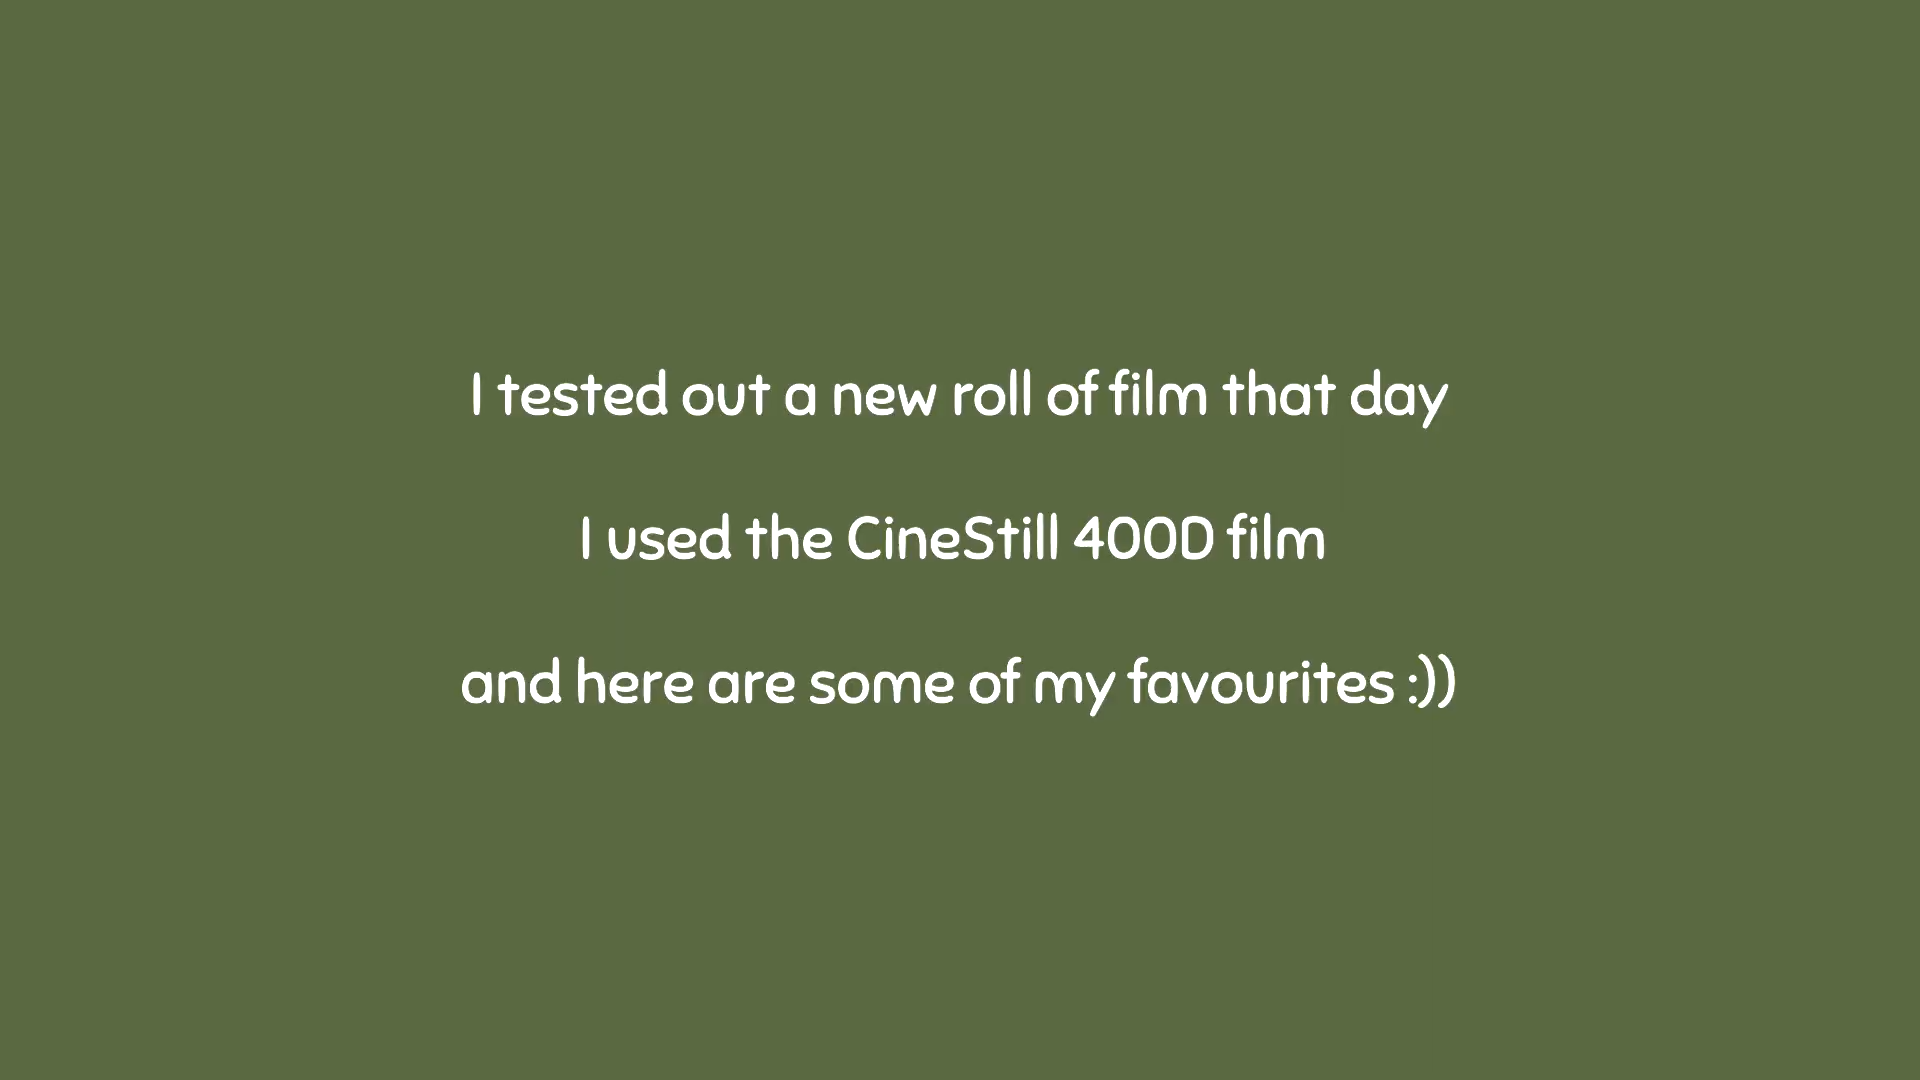 I tested out a new roll of film that day
I used the CineStill 400D film
and here are some of my favourites :))